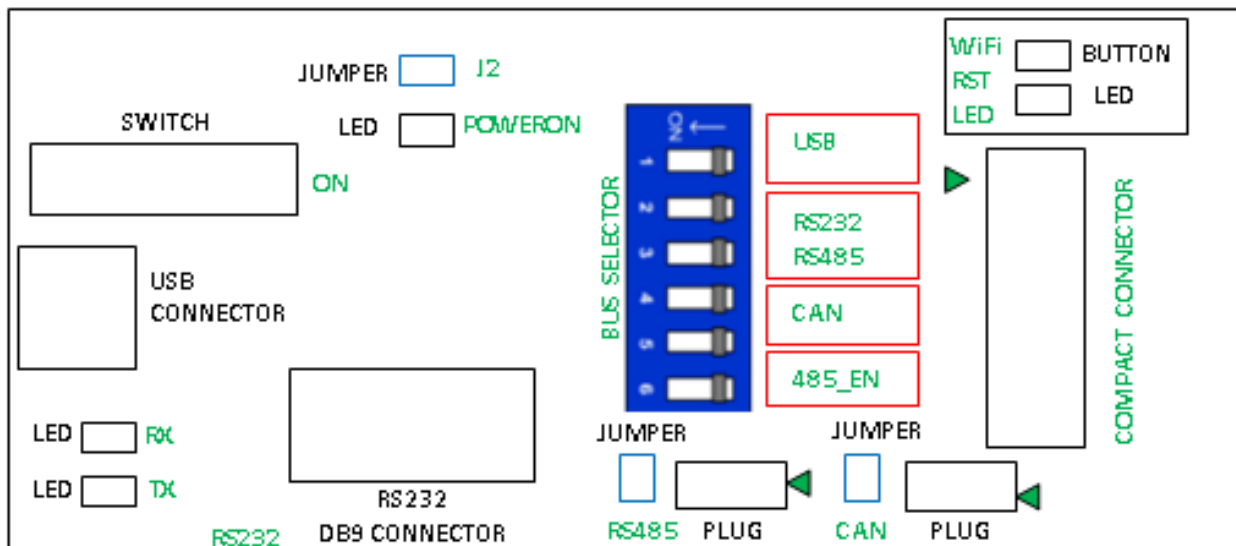 JUMPER J2
LED POWERON
SWITCH
ON
USB
CONNECTOR
LED RX
LED TX
RS232
DB9 CONNECTOR
RS232
BUS SELECTOR
ON
1
2
3
4
5
6
USB
RS232
RS485
CAN
485_EN
JUMPER
RS485 PLUG
JUMPER
CAN PLUG
WiFi BUTTON
RST
LED LED
COMPACT CONNECTOR